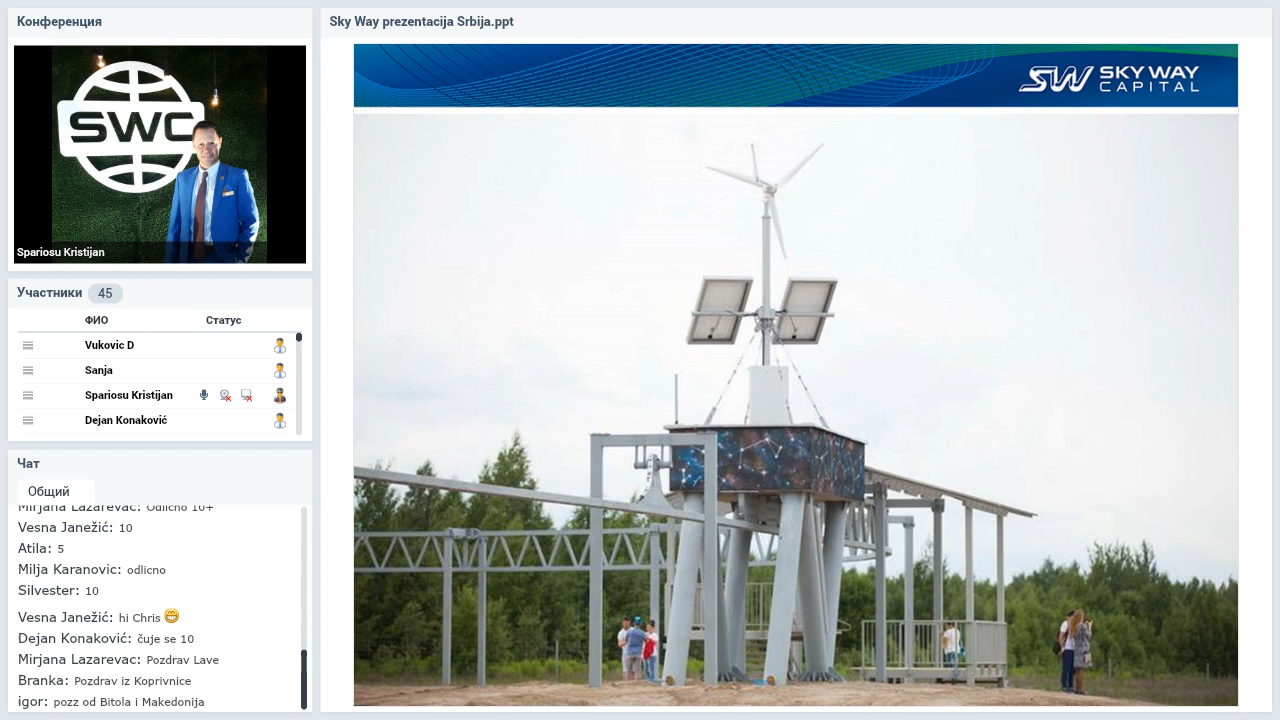 Конференция
SWC
Spariosu Kristijan
Участники 45
ФИО Статус
Vukovic D
Sanja
Spariosu Kristijan
Dejan Konaković
Чат
Общий
Mirjana Lazarevac: Odlicno 10+
Vesna Janežić: 10
Atila: 5
Milja Karanovic: odlicno
Silvester: 10
Vesna Janežić: hi Chris 😁
Dejan Konaković: čuje se 10
Mirjana Lazarevac: Pozdrav Lave
Branka: Pozdrav iz Koprivnice
igor: pozz od Bitola i Makedonija
Sky Way prezentacija Srbija.ppt
SW SKY WAY
CAPITAL